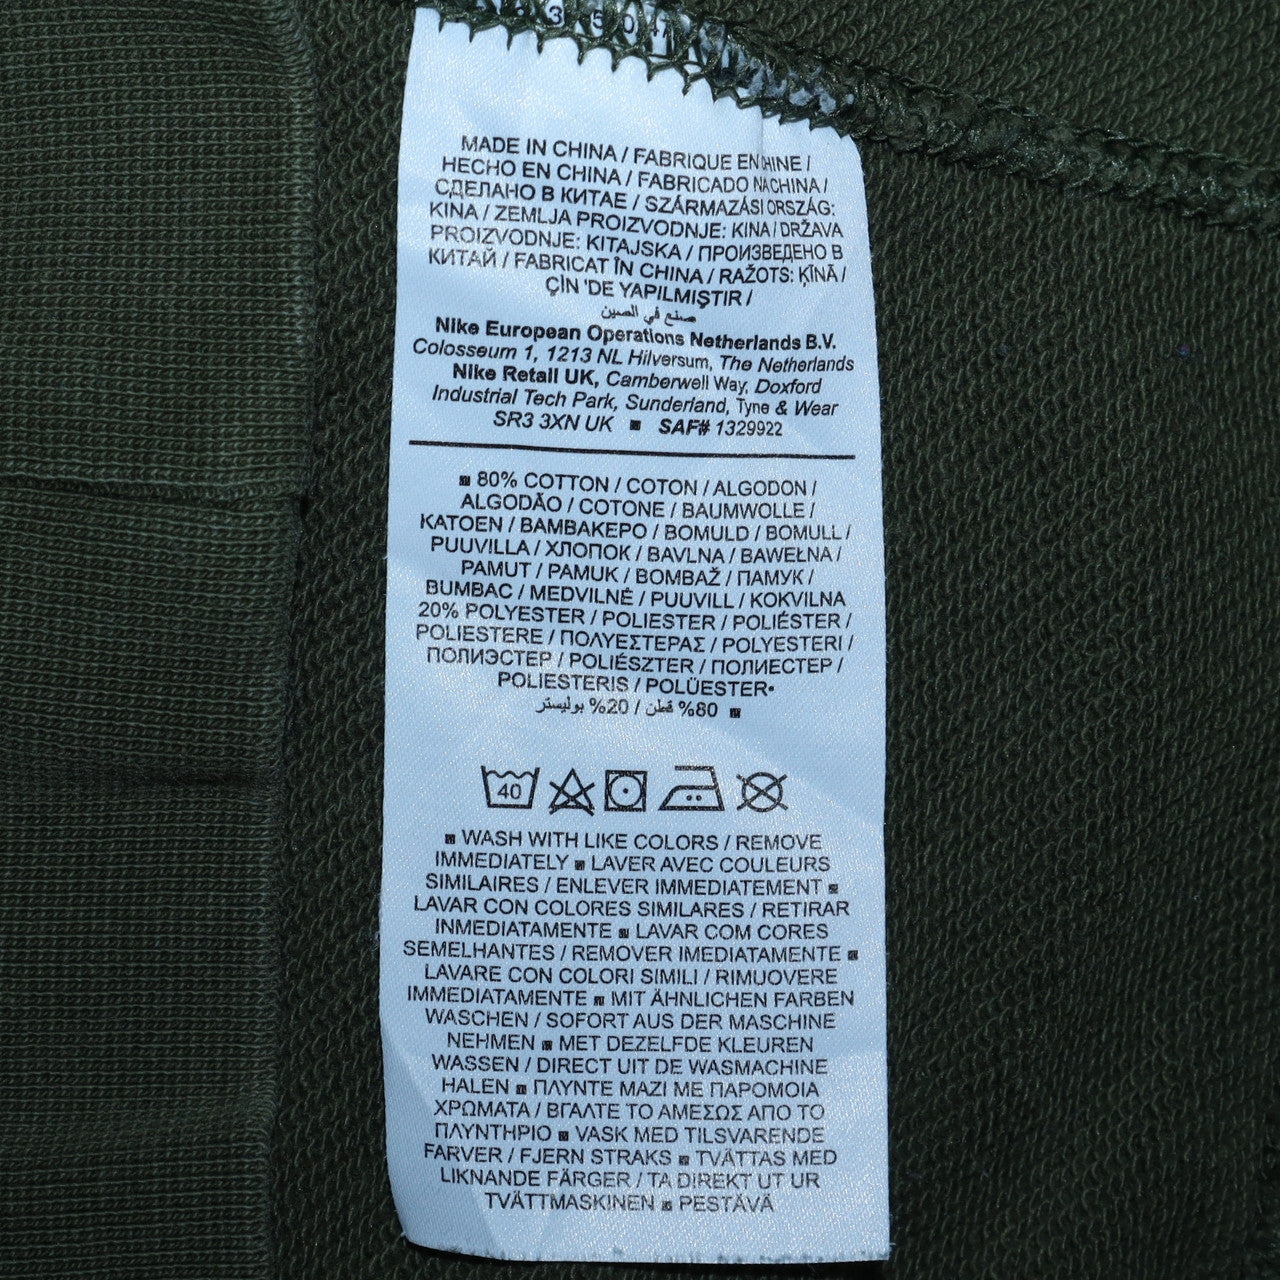 MADE IN CHINA / FABRIQUE EN CHINE /
HECHO EN CHINA / FABRICADO NA CHINA /
СДЕЛАНО В КИТАЕ / SZÁRMAZÁSI ORSZÁG:
KINA / ZEMLJA PROIZVODNJE: KINA / DRŽAVA
PROIZVODNJE: KITAJSKA / ПРОИЗВЕДЕНО В
КИТАЙ / FABRICAT ÎN CHINA / RAŽOTS: ĶĪNĀ /
ÇİN 'DE YAPILMIŞTIR /
صنع في الصين
Nike European Operations Netherlands B.V.
Colosseum 1, 1213 NL Hilversum, The Netherlands
Nike Retail UK, Camberwell Way, Doxford
Industrial Tech Park, Sunderland, Tyne & Wear
SR3 3XN UK ■ SAF# 1329922
■ 80% COTTON / COTON / ALGODON /
ALGODÃO / COTONE / BAUMWOLLE /
KATOEN / ΒΑΜΒΑΚΕΡΟ / BOMULD / BOMULL /
PUUVILLA / ХЛОПОК / BAVLNA / BAWEŁNA /
PAMUT / PAMUK / BOMBAŽ / ПАМУК /
BUMBAC / MEDVILNĖ / PUUVILL / KOKVILNA
20% POLYESTER / POLIESTER / POLIÉSTER /
POLIESTERE / ΠΟΛΥΕΣΤΕΡΑΣ / POLYESTERI /
ПОЛИЭСТЕР / POLIÉSZTER / ПОЛИЕСТЕР /
POLIESTERIS / POLÜESTER•
80% قطن / 20% بوليستر ■
40
■ WASH WITH LIKE COLORS / REMOVE
IMMEDIATELY ■ LAVER AVEC COULEURS
SIMILAIRES / ENLEVER IMMEDIATEMENT ■
LAVAR CON COLORES SIMILARES / RETIRAR
INMEDIATAMENTE ■ LAVAR COM CORES
SEMELHANTES / REMOVER IMEDIATAMENTE ■
LAVARE CON COLORI SIMILI / RIMUOVERE
IMMEDIATAMENTE ■ MIT ÄHNLICHEN FARBEN
WASCHEN / SOFORT AUS DER MASCHINE
NEHMEN ■ MET DEZELFDE KLEUREN
WASSEN / DIRECT UIT DE WASMACHINE
HALEN ■ ΠΛΥΝΤΕ ΜΑΖΙ ΜΕ ΠΑΡΟΜΟΙΑ
ΧΡΩΜΑΤΑ / ΒΓΑΛΤΕ ΤΟ ΑΜΕΣΩΣ ΑΠΟ ΤΟ
ΠΛΥΝΤΗΡΙΟ ■ VASK MED TILSVARENDE
FARVER / FJERN STRAKS ■ TVÄTTAS MED
LIKNANDE FÄRGER / TA DIREKT UT UR
TVÄTTMASKINEN ■ PESTÄVÄ